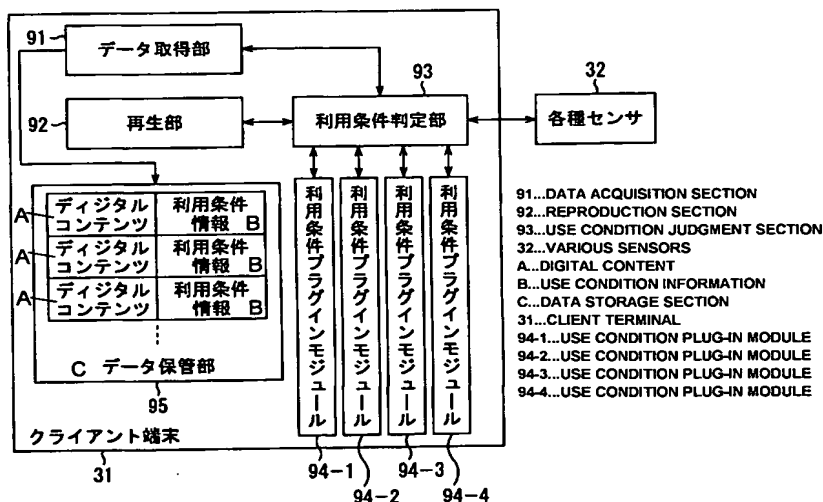 91
データ取得部
93
32
92
再生部
利用条件判定部
各種センサ
A
ディジタル
コンテンツ
利用条件
情報 B
A
ディジタル
コンテンツ
利用条件
情報 B
A
ディジタル
コンテンツ
利用条件
情報 B
C データ保管部
95
利用条件プラグインモジュール
利用条件プラグインモジュール
利用条件プラグインモジュール
利用条件プラグインモジュール
クライアント端末
31
94-1
94-2
94-3
94-4
91...DATA ACQUISITION SECTION
92...REPRODUCTION SECTION
93...USE CONDITION JUDGMENT SECTION
32...VARIOUS SENSORS
A...DIGITAL CONTENT
B...USE CONDITION INFORMATION
C...DATA STORAGE SECTION
31...CLIENT TERMINAL
94-1...USE CONDITION PLUG-IN MODULE
94-2...USE CONDITION PLUG-IN MODULE
94-3...USE CONDITION PLUG-IN MODULE
94-4...USE CONDITION PLUG-IN MODULE